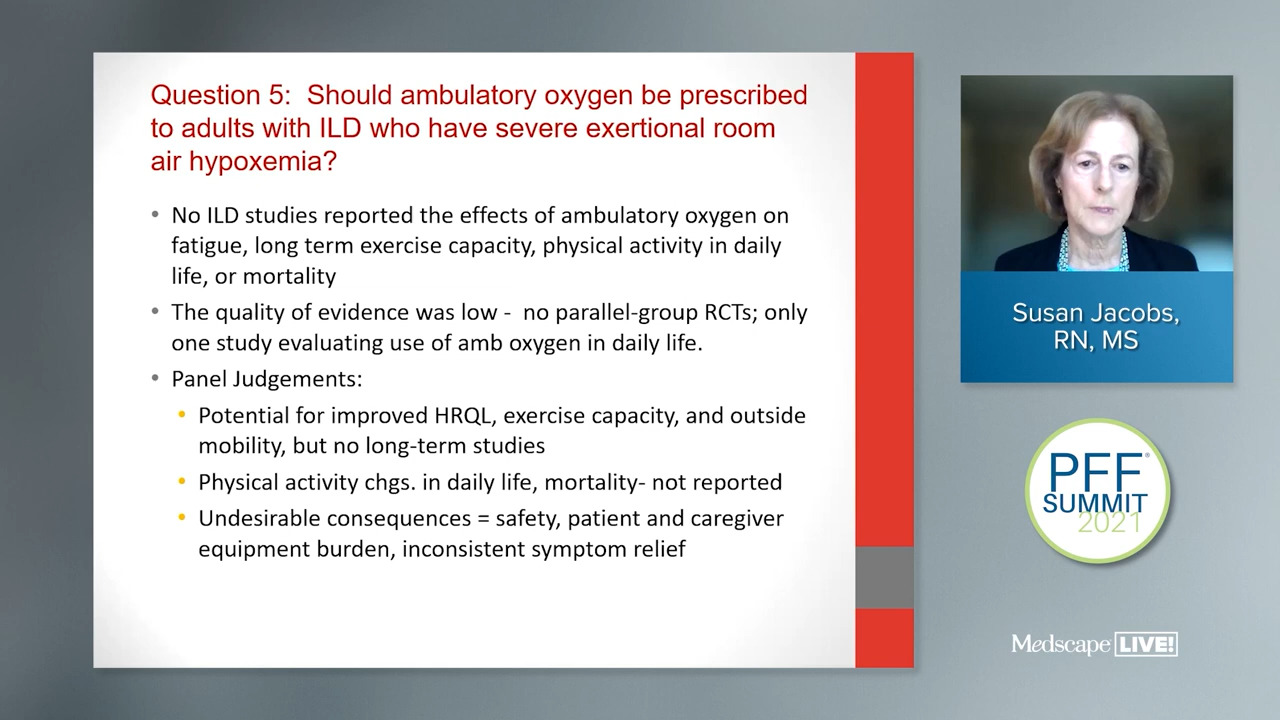 Question 5: Should ambulatory oxygen be prescribed
to adults with ILD who have severe exertional room
air hypoxemia?
• No ILD studies reported the effects of ambulatory oxygen on
fatigue, long term exercise capacity, physical activity in daily
life, or mortality
• The quality of evidence was low - no parallel-group RCTs; only
one study evaluating use of amb oxygen in daily life.
• Panel Judgements:
• Potential for improved HRQL, exercise capacity, and outside
mobility, but no long-term studies
• Physical activity chgs. in daily life, mortality- not reported
• Undesirable consequences = safety, patient and caregiver
equipment burden, inconsistent symptom relief
Susan Jacobs,
RN, MS
PFF®
SUMMIT
2021
Medscape LIVE!